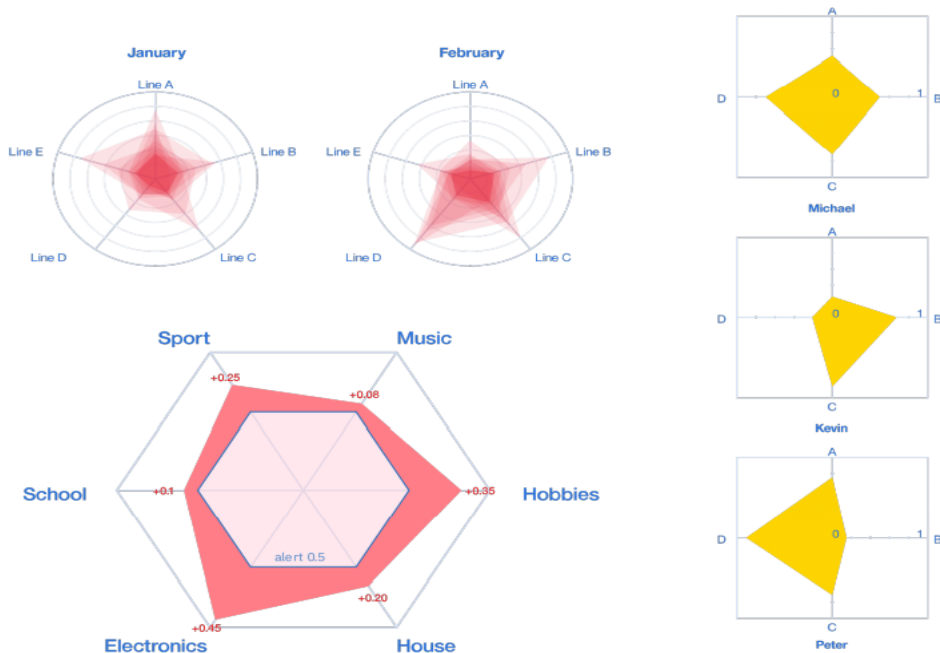 January
Line A
Line B
Line C
Line D
Line E
February
Line A
Line B
Line C
Line D
Line E
A
0
1
B
C
D
Michael
A
0
1
B
C
D
Kevin
A
0
1
B
C
D
Peter
Sport
Music
+0.25
+0.08
School
+0.1
+0.35
Hobbies
alert 0.5
+0.20
+0.45
Electronics
House